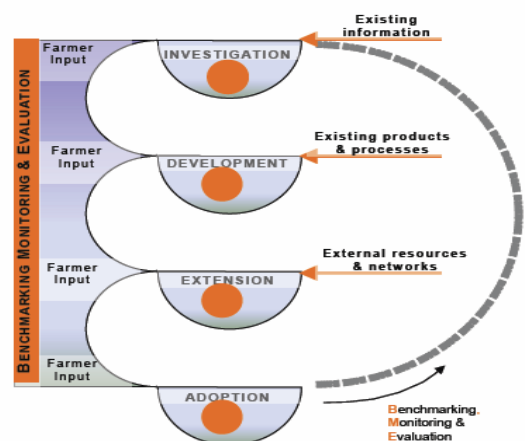 BENCHMARKING MONITORING & EVALUATION
Farmer
Input
INVESTIGATION
Existing
information
Farmer
Input
DEVELOPMENT
Existing products
& processes
Farmer
Input
EXTENSION
External resources
& networks
Farmer
Input
ADOPTION
Benchmarking,
Monitoring &
Evaluation